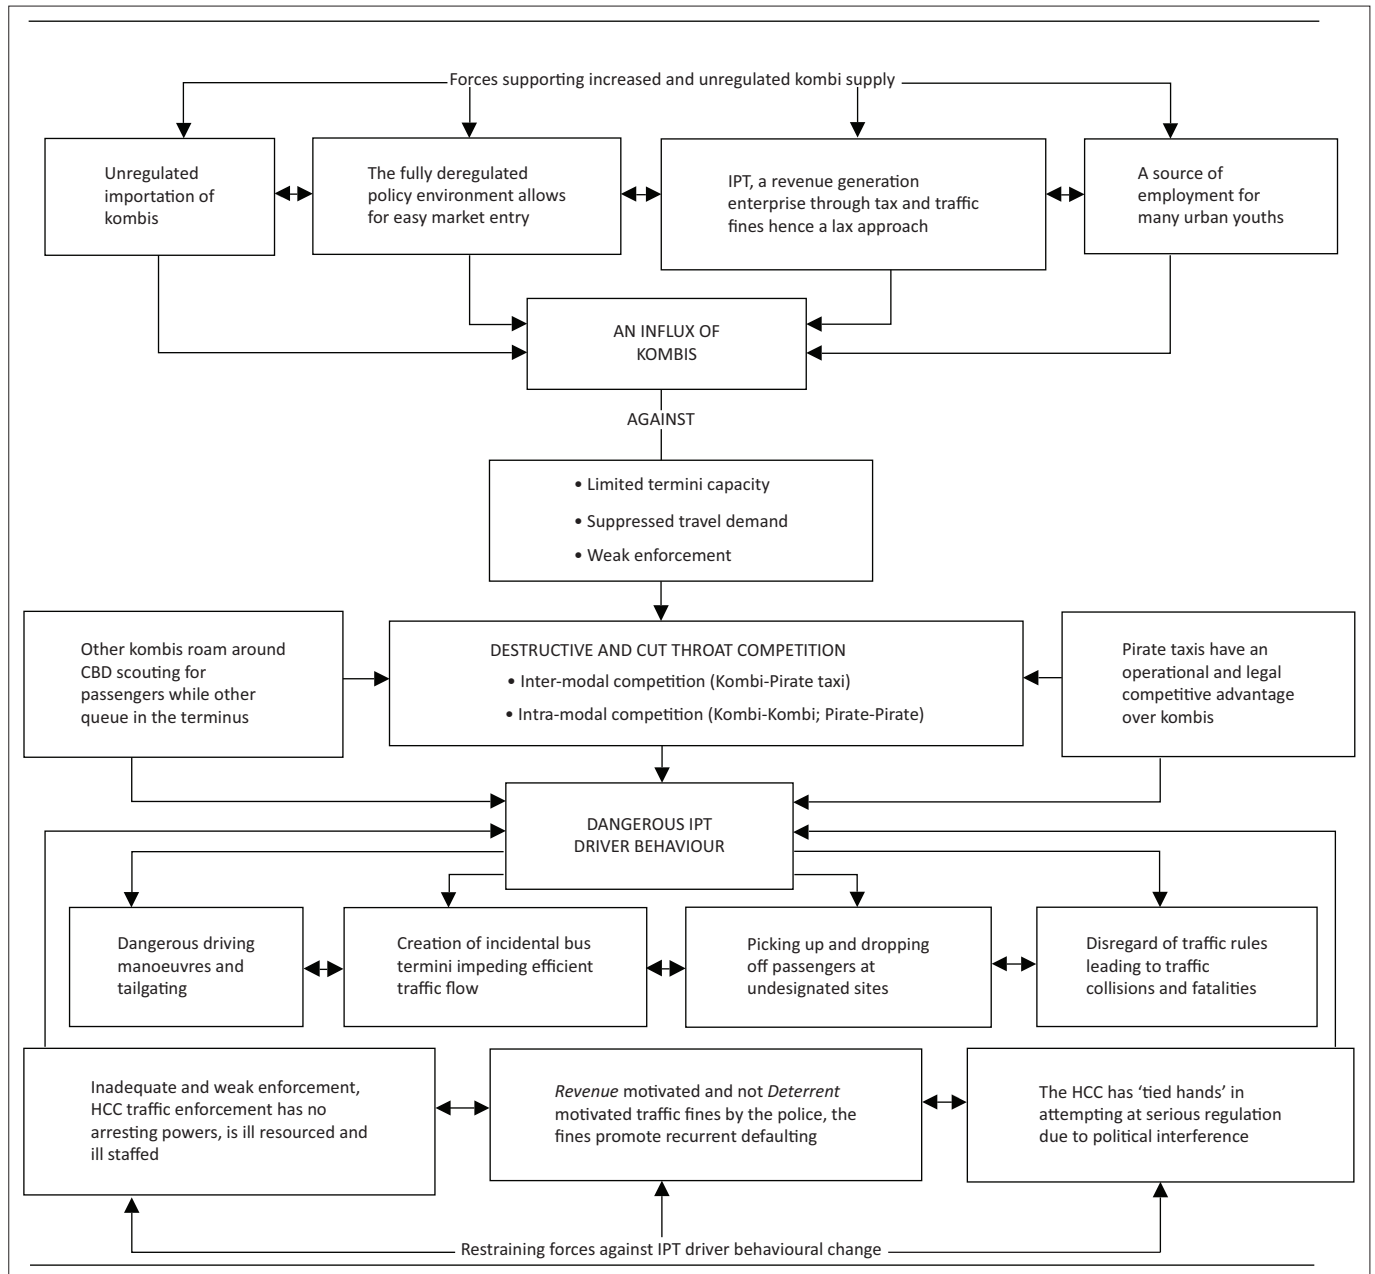 Forces supporting increased and unregulated kombi supply
Unregulated
importation of
kombis
The fully deregulated
policy environment allows
for easy market entry
IPT, a revenue generation
enterprise through tax and traffic
fines hence a lax approach
A source of
employment for
many urban youths
AN INFLUX OF
KOMBIS
AGAINST
• Limited termini capacity
• Suppressed travel demand
• Weak enforcement
Other kombis roam around
CBD scouting for
passengers while other
queue in the terminus
DESTRUCTIVE AND CUT THROAT COMPETITION
• Inter-modal competition (Kombi-Pirate taxi)
• Intra-modal competition (Kombi-Kombi; Pirate-Pirate)
Pirate taxis have an
operational and legal
competitive advantage
over kombis
DANGEROUS IPT
DRIVER BEHAVIOUR
Dangerous driving
manoeuvres and
tailgating
Creation of incidental bus
termini impeding efficient
traffic flow
Picking up and dropping
off passengers at
undesignated sites
Disregard of traffic rules
leading to traffic
collisions and fatalities
Inadequate and weak enforcement,
HCC traffic enforcement has no
arresting powers, is ill resourced and
ill staffed
Revenue motivated and not Deterrent
motivated traffic fines by the police, the
fines promote recurrent defaulting
The HCC has ‘tied hands’ in
attempting at serious regulation
due to political interference
Restraining forces against IPT driver behavioural change